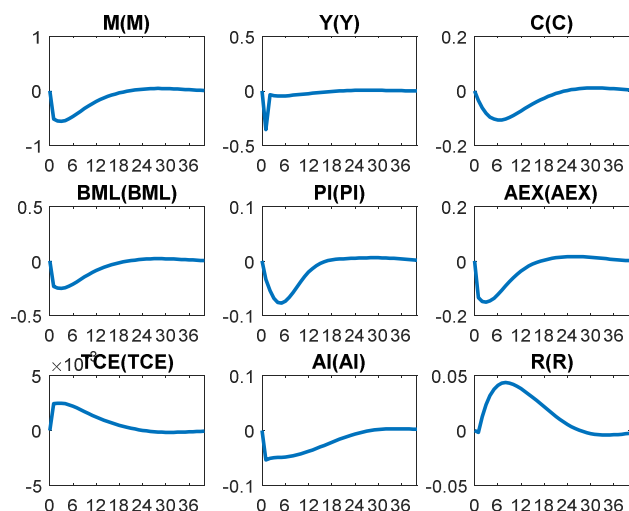 M(M) Y(Y) C(C)
1 0.5 0.2
0 0 0
-1 -0.5 -0.2
0 6 12 18 24 30 36 0 6 12 18 24 30 36 0 6 12 18 24 30 36
BML(BML) PI(PI) AEX(AEX)
0.5 0.1 0.2
0 0 0
-0.5 -0.1 -0.2
0 6 12 18 24 30 36 0 6 12 18 24 30 36 0 6 12 18 24 30 36
×10⁻³ TCE(TCE) AI(AI) R(R)
5 0.1 0.05
0 0 0
-5 -0.1 -0.05
0 6 12 18 24 30 36 0 6 12 18 24 30 36 0 6 12 18 24 30 36